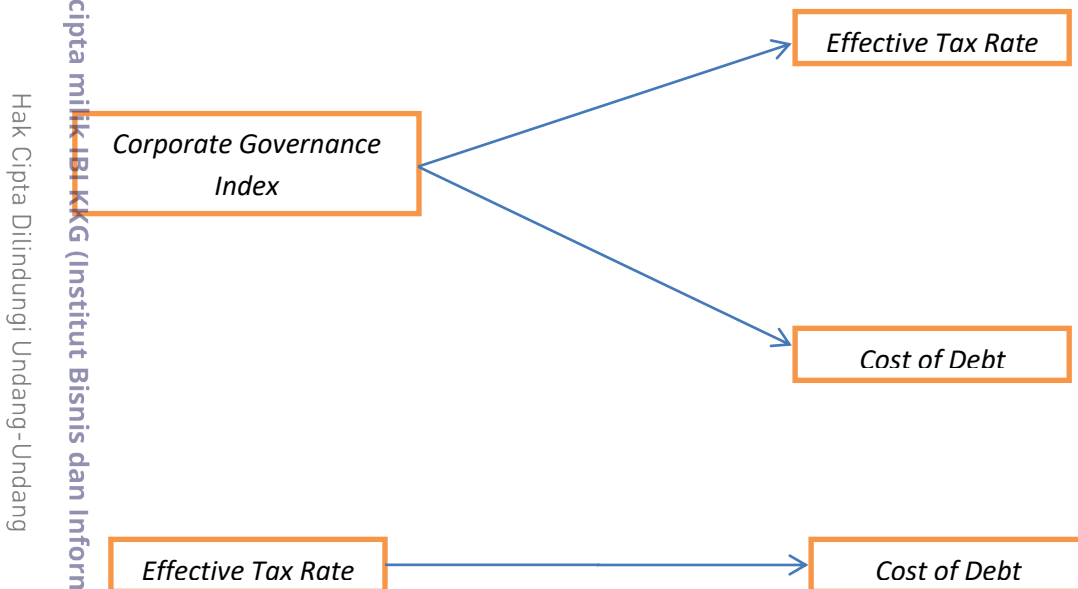 Effective Tax Rate
Corporate Governance
Index
Cost of Debt
Effective Tax Rate
Cost of Debt
cipta milik IBI KKG (Institut Bisnis dan Inform
Hak Cipta Dilindungi Undang-Undang